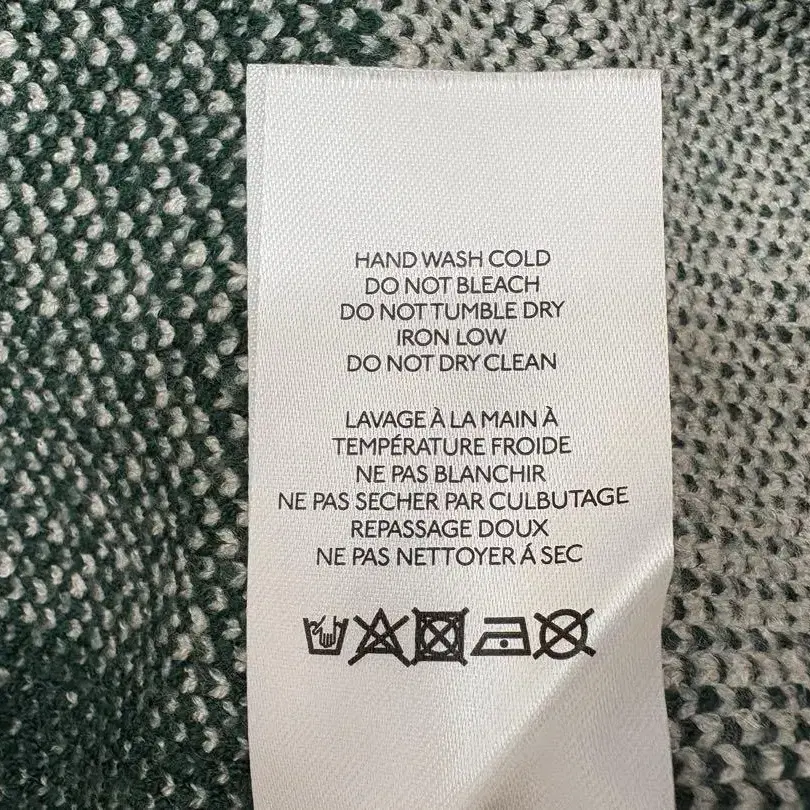 HAND WASH COLD
DO NOT BLEACH
DO NOT TUMBLE DRY
IRON LOW
DO NOT DRY CLEAN
LAVAGE À LA MAIN À
TEMPÉRATURE FROIDE
NE PAS BLANCHIR
NE PAS SECHER PAR CULBUTAGE
REPASSAGE DOUX
NE PAS NETTOYER Á SEC